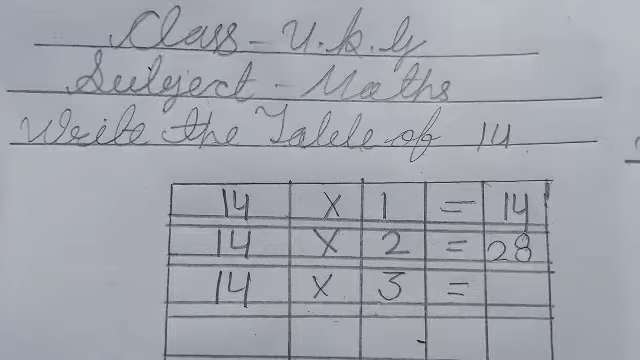 Class - U.K.G
Subject - Maths
Write the Table of 14
14 X 1 = 14
14 X 2 = 28
14 X 3 =